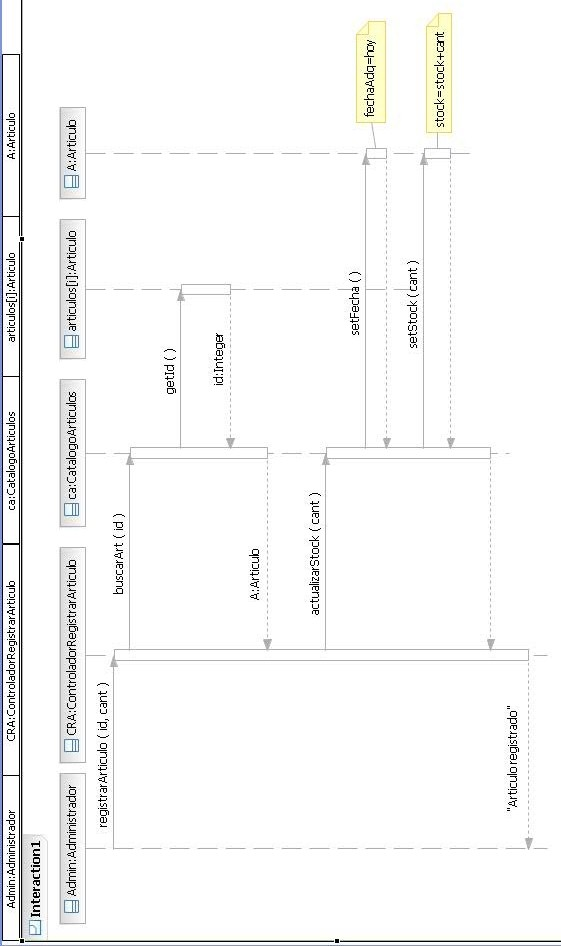 Admin:Administrador
CRA:ControladorRegistrarArticulo
ca:CatalogoArticulos
articulos[i]:Articulo
A:Articulo
Interaction1
Admin:Administrador
CRA:ControladorRegistrarArticulo
ca:CatalogoArticulos
articulos[i]:Articulo
A:Articulo
registrarArticulo ( id, cant )
buscarArt ( id )
getId ( )
id:Integer
A:Articulo
actualizarStock ( cant )
setFecha ( )
fechaAdq=hoy
setStock ( cant )
stock=stock+cant
"Articulo registrado"